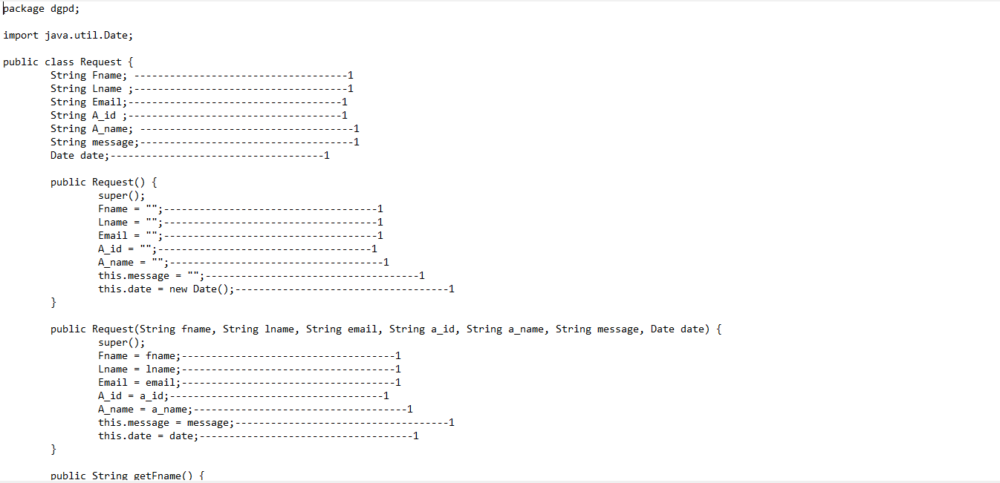 package dgpd;
import java.util.Date;
public class Request {
String Fname; ------------------------------------1
String Lname ;------------------------------------1
String Email;------------------------------------1
String A_id ;------------------------------------1
String A_name; ------------------------------------1
String message;------------------------------------1
Date date;------------------------------------1
public Request() {
super();
Fname = "";------------------------------------1
Lname = "";------------------------------------1
Email = "";------------------------------------1
A_id = "";------------------------------------1
A_name = "";------------------------------------1
this.message = "";------------------------------------1
this.date = new Date();------------------------------------1
}
public Request(String fname, String lname, String email, String a_id, String a_name, String message, Date date) {
super();
Fname = fname;------------------------------------1
Lname = lname;------------------------------------1
Email = email;------------------------------------1
A_id = a_id;------------------------------------1
A_name = a_name;------------------------------------1
this.message = message;------------------------------------1
this.date = date;------------------------------------1
}
public String getFname() {